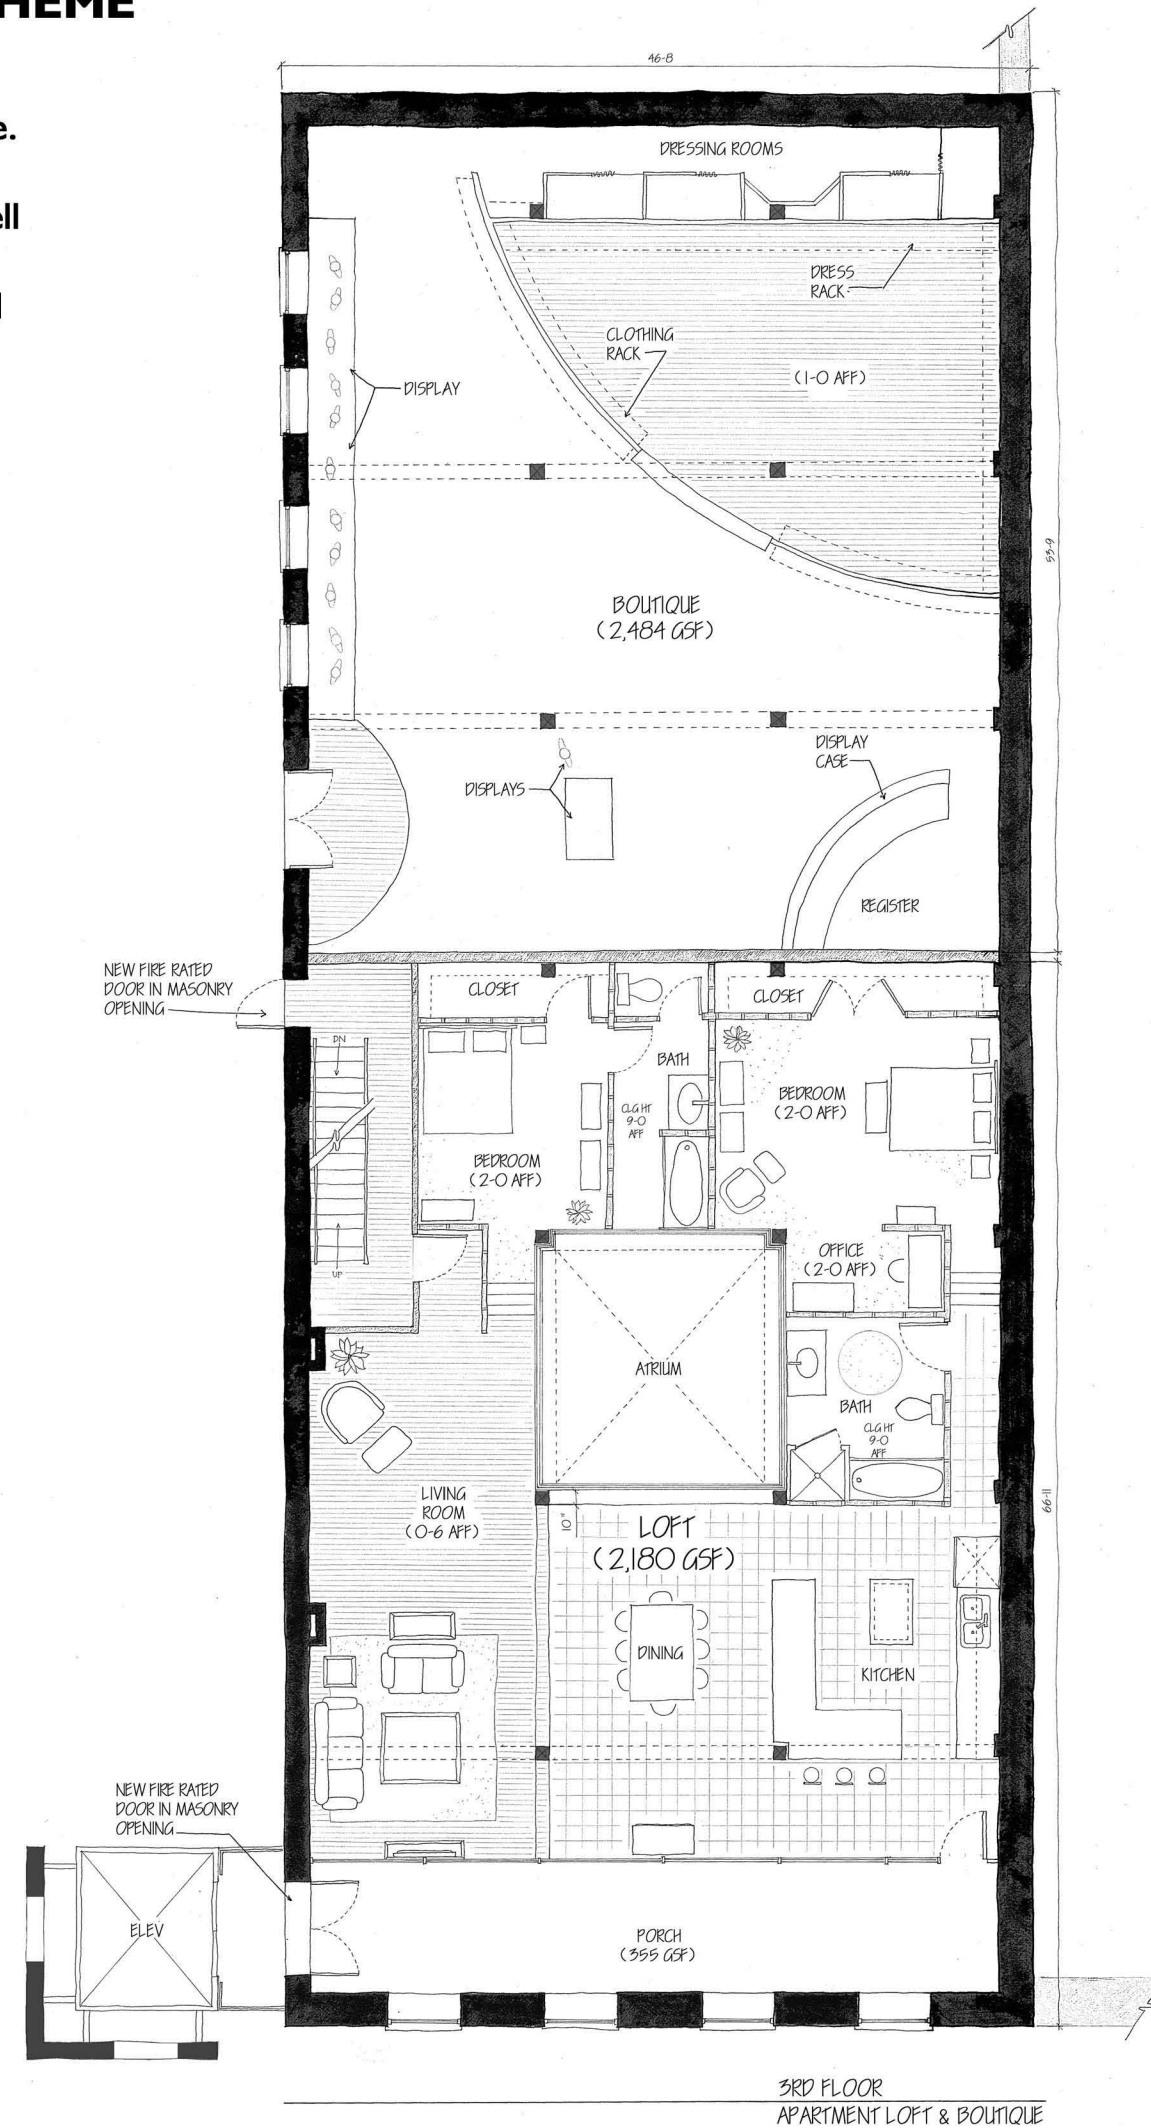 HEME
e.
ell
46-8
DRESSING ROOMS
DRESS
RACK
CLOTHING
RACK
(1-0 AFF)
DISPLAY
53-9
BOUTIQUE
(2,484 GSF)
DISPLAY
CASE
DISPLAYS
REGISTER
NEW FIRE RATED
DOOR IN MASONRY
OPENING
CLOSET
CLOSET
DN
BATH
BEDROOM
(2-0 AFF)
CLG HT
9-0
AFF
BEDROOM
(2-0 AFF)
OFFICE
(2-0 AFF)
UP
ATRIUM
BATH
CLG HT
9-0
AFF
LIVING
ROOM
(0-6 AFF)
10"
LOFT
(2,180 GSF)
66-11
DINING
KITCHEN
NEW FIRE RATED
DOOR IN MASONRY
OPENING
ELEV
PORCH
(355 GSF)
3RD FLOOR
APARTMENT LOFT & BOUTIQUE